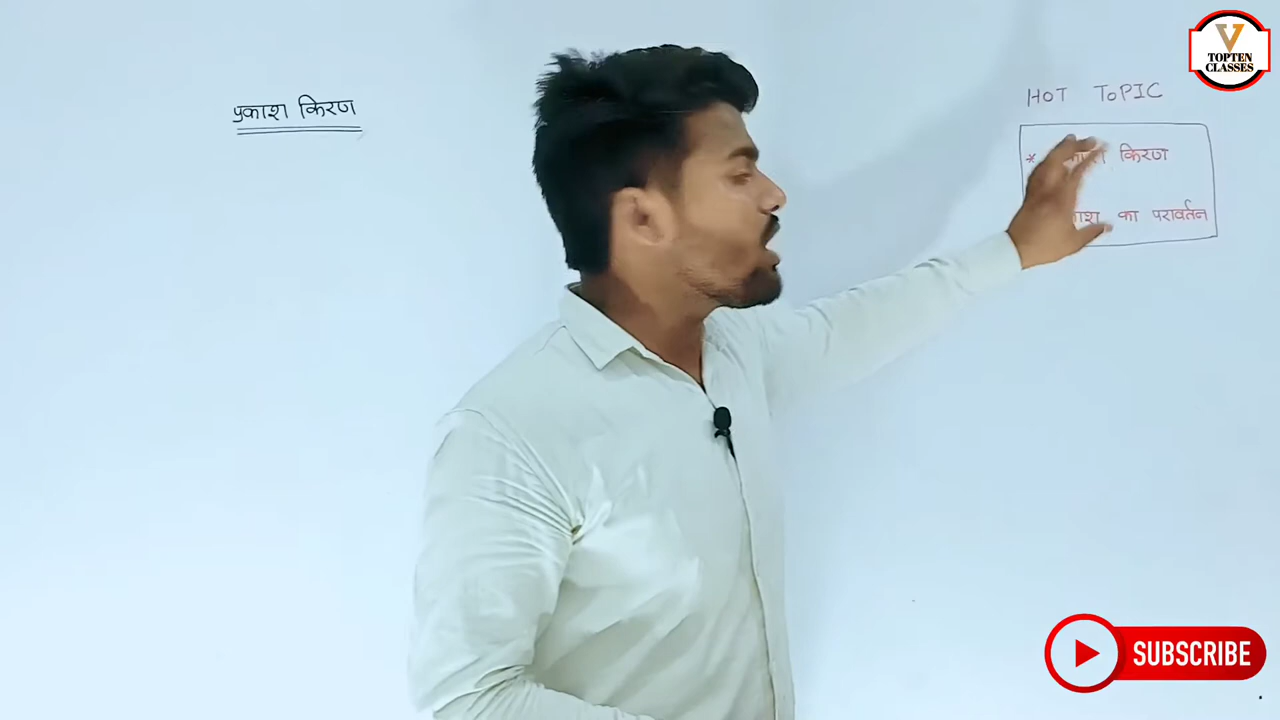 प्रकाश किरण
HOT TOPIC
* किरण
का परावर्तन
V
TOPTEN
CLASSES
SUBSCRIBE